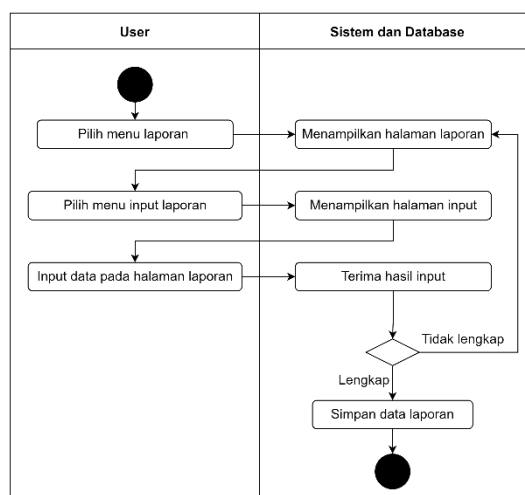 User
Sistem dan Database
Pilih menu laporan
Menampilkan halaman laporan
Pilih menu input laporan
Menampilkan halaman input
Input data pada halaman laporan
Terima hasil input
Tidak lengkap
Lengkap
Simpan data laporan